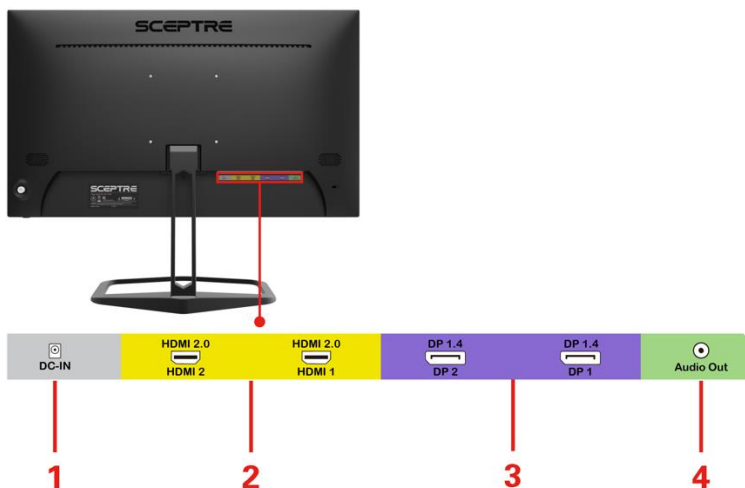 SCEPTRE
SCEPTRE
HDMI 2.0 HDMI 2.0 DP 1.4 DP 1.4
DC-IN HDMI 2 HDMI 1 DP 2 DP 1 Audio Out
1 2 3 4